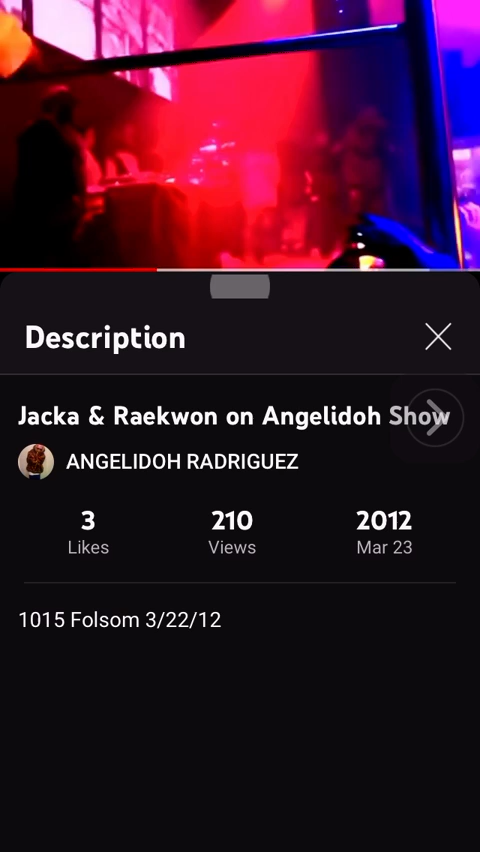 Description
Jacka & Raekwon on Angelidoh Show
ANGELIDOH RADRIGUEZ
3 210 2012
Likes Views Mar 23
1015 Folsom 3/22/12